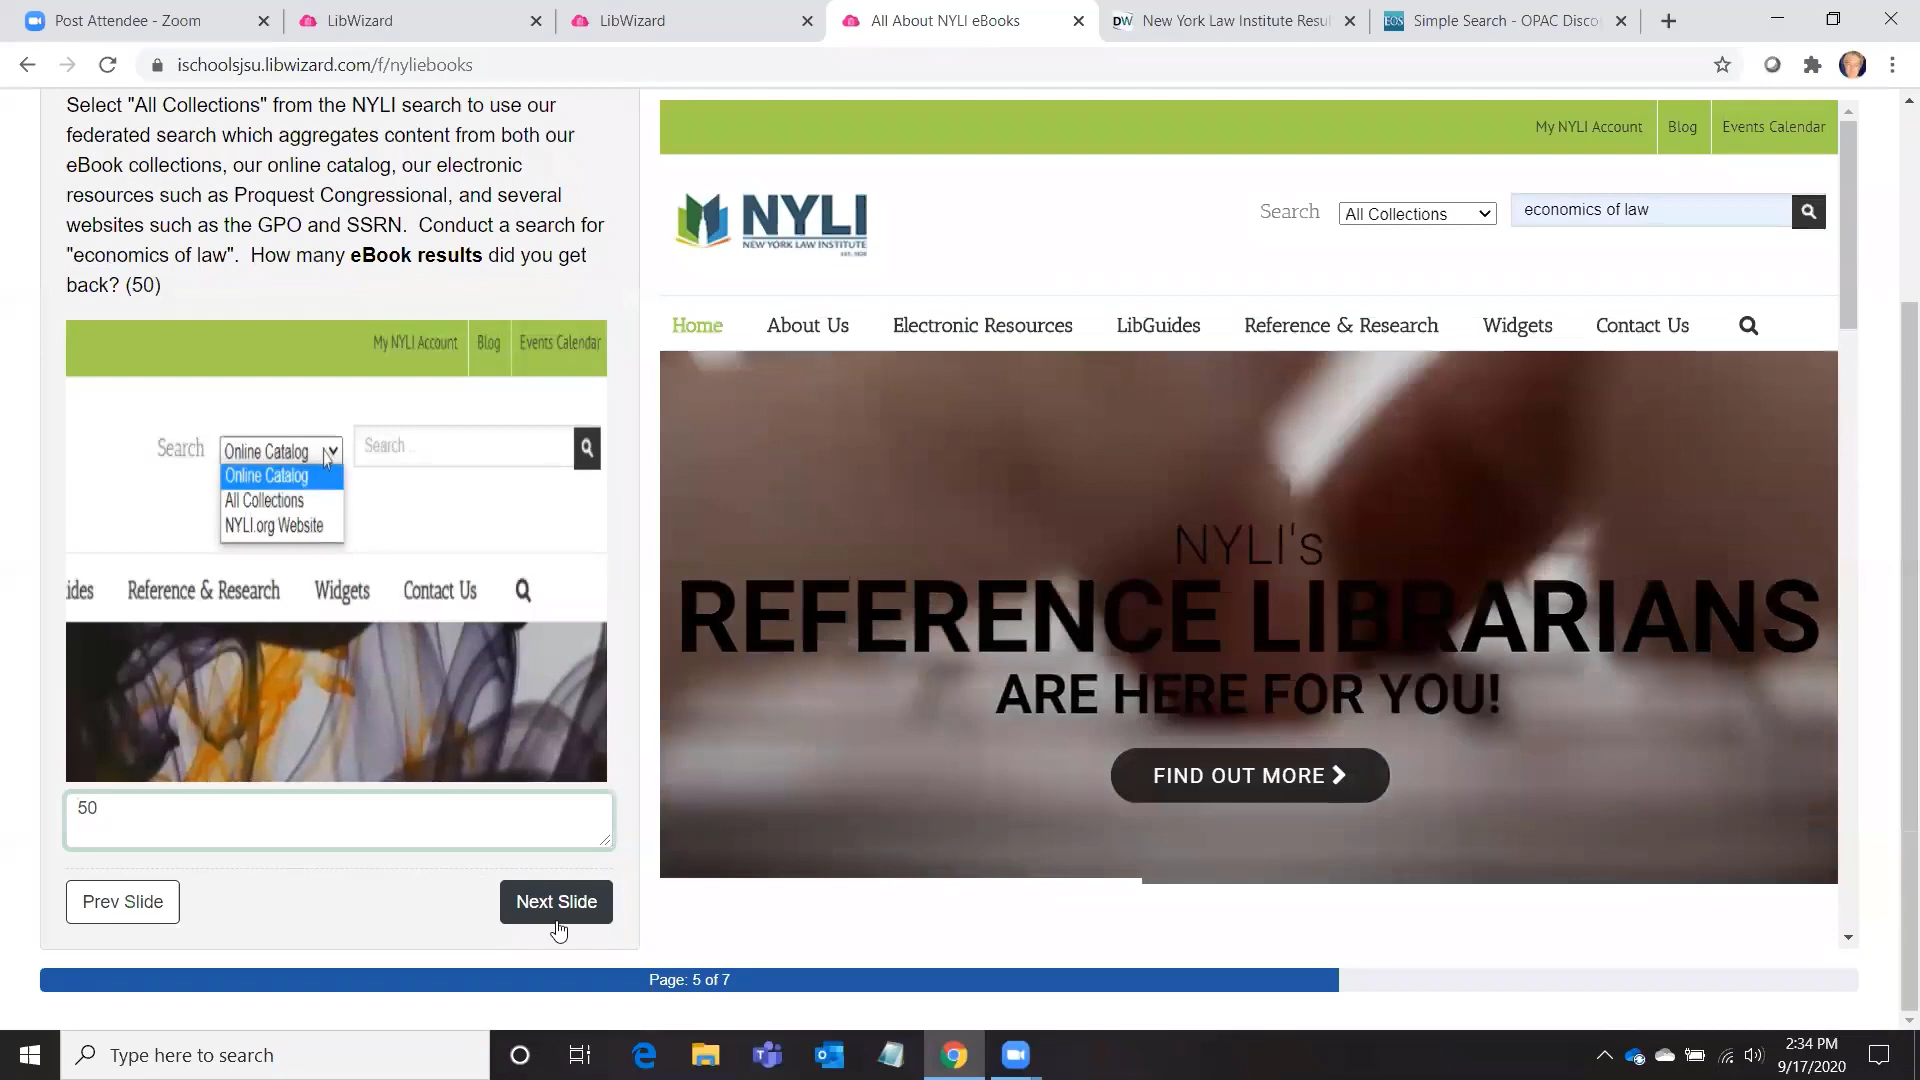 Post Attendee - Zoom
LibWizard
LibWizard
All About NYLI eBooks
DW New York Law Institute Resul
EOS Simple Search - OPAC Disco
ischoolsjsu.libwizard.com/f/nyliebooks
Select "All Collections" from the NYLI search to use our
federated search which aggregates content from both our
eBook collections, our online catalog, our electronic
resources such as Proquest Congressional, and several
websites such as the GPO and SSRN. Conduct a search for
"economics of law". How many eBook results did you get
back? (50)
My NYLI Account Blog Events Calendar
Search Online Catalog Search ...
Online Catalog
All Collections
NYLI.org Website
ides Reference & Research Widgets Contact Us
50
Prev Slide Next Slide
My NYLI Account Blog Events Calendar
NYLI
NEW YORK LAW INSTITUTE
EST. 1828
Search All Collections economics of law
Home About Us Electronic Resources LibGuides Reference & Research Widgets Contact Us
NYLI's
REFERENCE LIBRARIANS
ARE HERE FOR YOU!
FIND OUT MORE
Page: 5 of 7
Type here to search
2:34 PM
9/17/2020